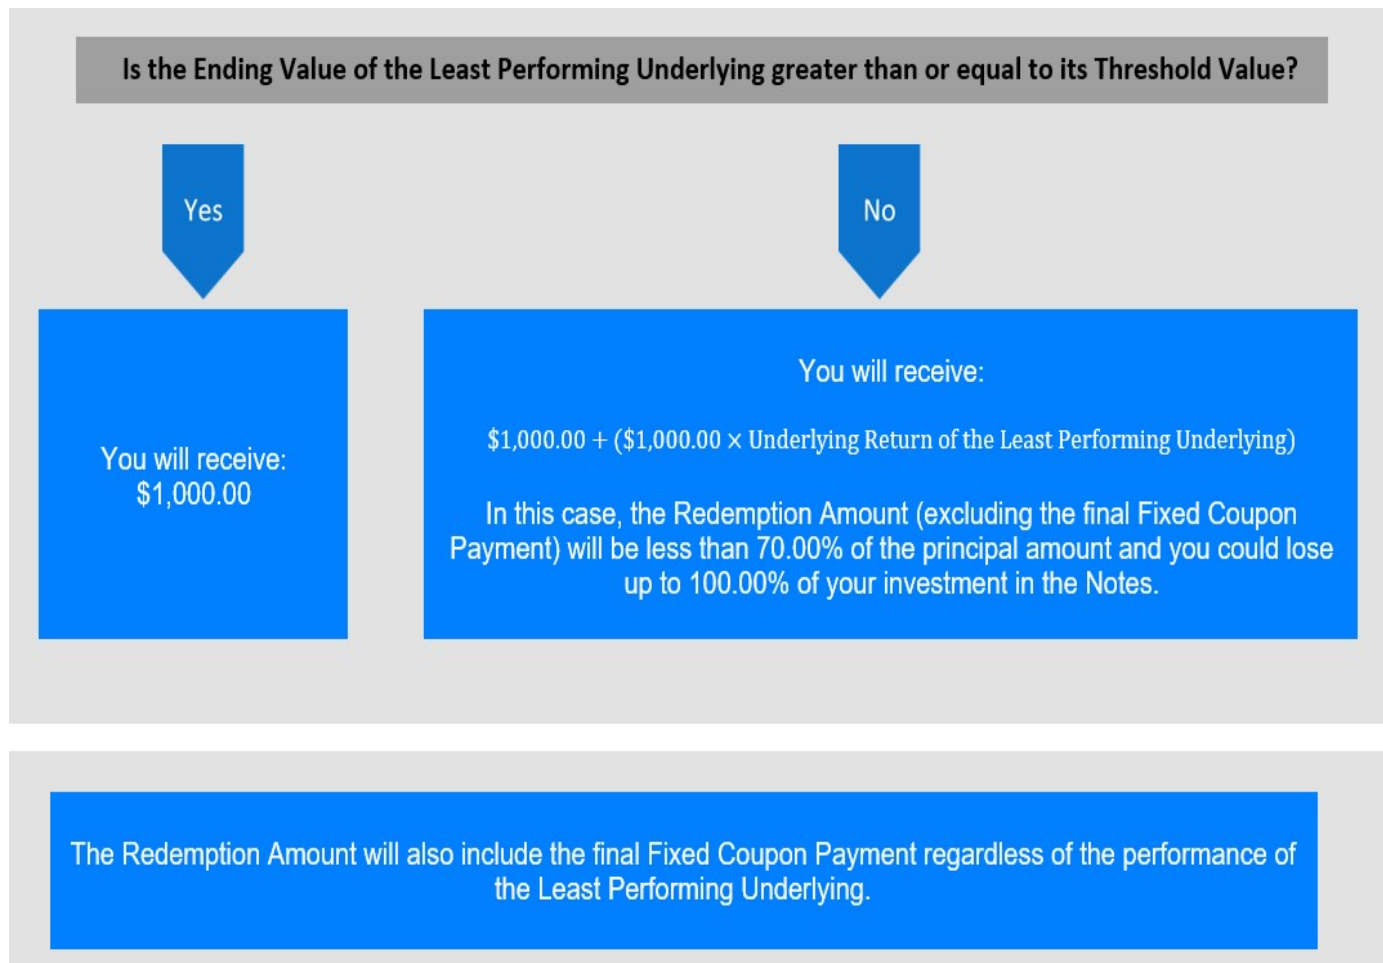 Is the Ending Value of the Least Performing Underlying greater than or equal to its Threshold Value?
Yes
No
You will receive:
$1,000.00
You will receive:
$1,000.00 + ($1,000.00 × Underlying Return of the Least Performing Underlying)
In this case, the Redemption Amount (excluding the final Fixed Coupon
Payment) will be less than 70.00% of the principal amount and you could lose
up to 100.00% of your investment in the Notes.
The Redemption Amount will also include the final Fixed Coupon Payment regardless of the performance of
the Least Performing Underlying.